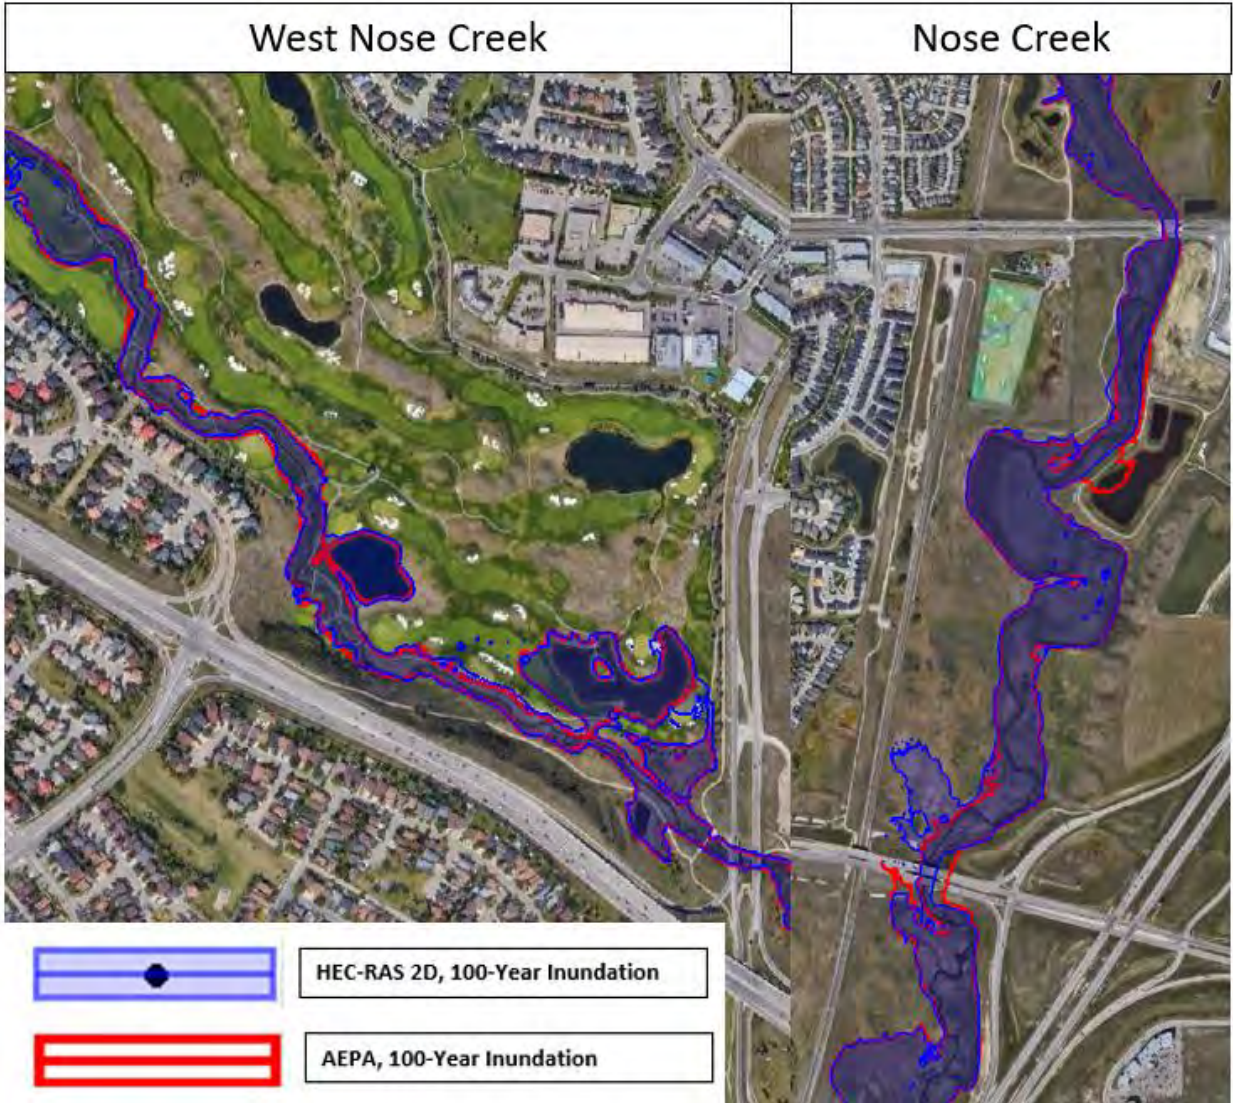 West Nose Creek
Nose Creek
HEC-RAS 2D, 100-Year Inundation
AEPA, 100-Year Inundation